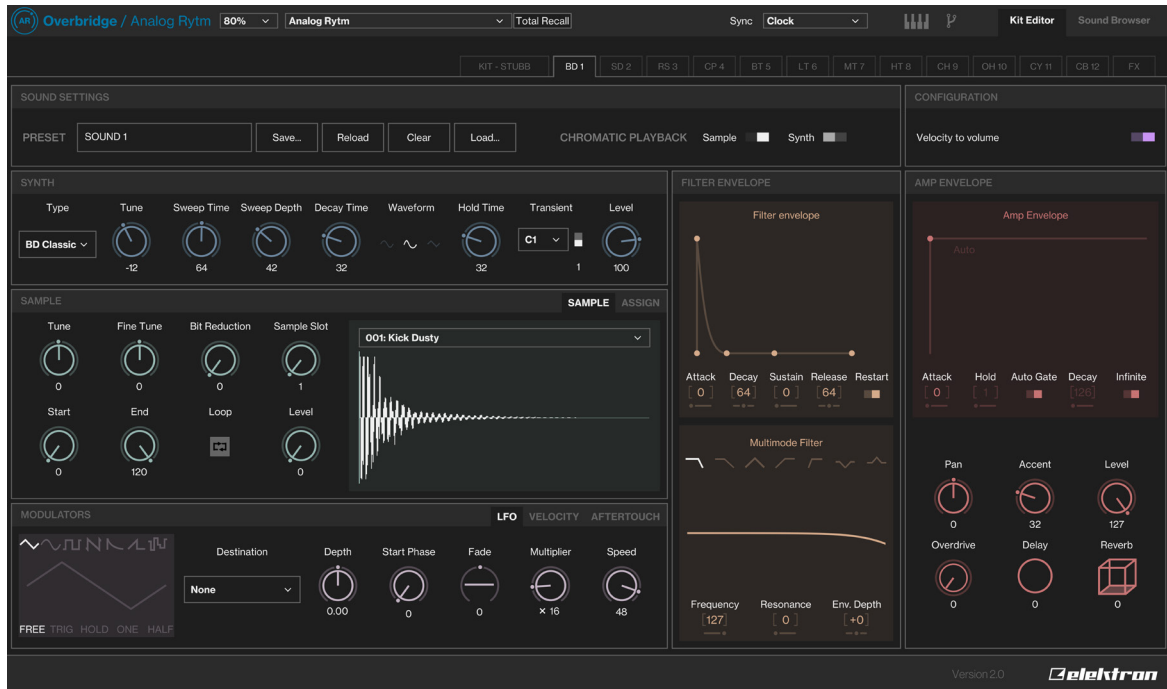 AR Overbridge / Analog Rytm 80% Analog Rytm Total Recall Sync Clock Kit Editor Sound Browser
KIT - STUBB BD 1 SD 2 RS 3 CP 4 BT 5 LT 6 MT 7 HT 8 CH 9 OH 10 CY 11 CB 12 FX
SOUND SETTINGS
PRESET SOUND 1 Save... Reload Clear Load... CHROMATIC PLAYBACK Sample Synth
CONFIGURATION
Velocity to volume
SYNTH
Type Tune Sweep Time Sweep Depth Decay Time Waveform Hold Time Transient Level
BD Classic C1
-12 64 42 32 32 1 100
SAMPLE SAMPLE ASSIGN
Tune Fine Tune Bit Reduction Sample Slot
0 0 0 1
Start End Loop Level
0 120 0
001: Kick Dusty
MODULATORS LFO VELOCITY AFTERTOUCH
FREE TRIG HOLD ONE HALF
Destination Depth Start Phase Fade Multiplier Speed
None
0.00 0 0 × 16 48
FILTER ENVELOPE
Filter envelope
Attack Decay Sustain Release Restart
[0] [64] [0] [64]
Multimode Filter
Frequency Resonance Env. Depth
[127] [0] [+0]
AMP ENVELOPE
Amp Envelope
Auto
Attack Hold Auto Gate Decay Infinite
[0] [1] [126]
Pan Accent Level
0 32 127
Overdrive Delay Reverb
0 0 0
Version 2.0 elektron